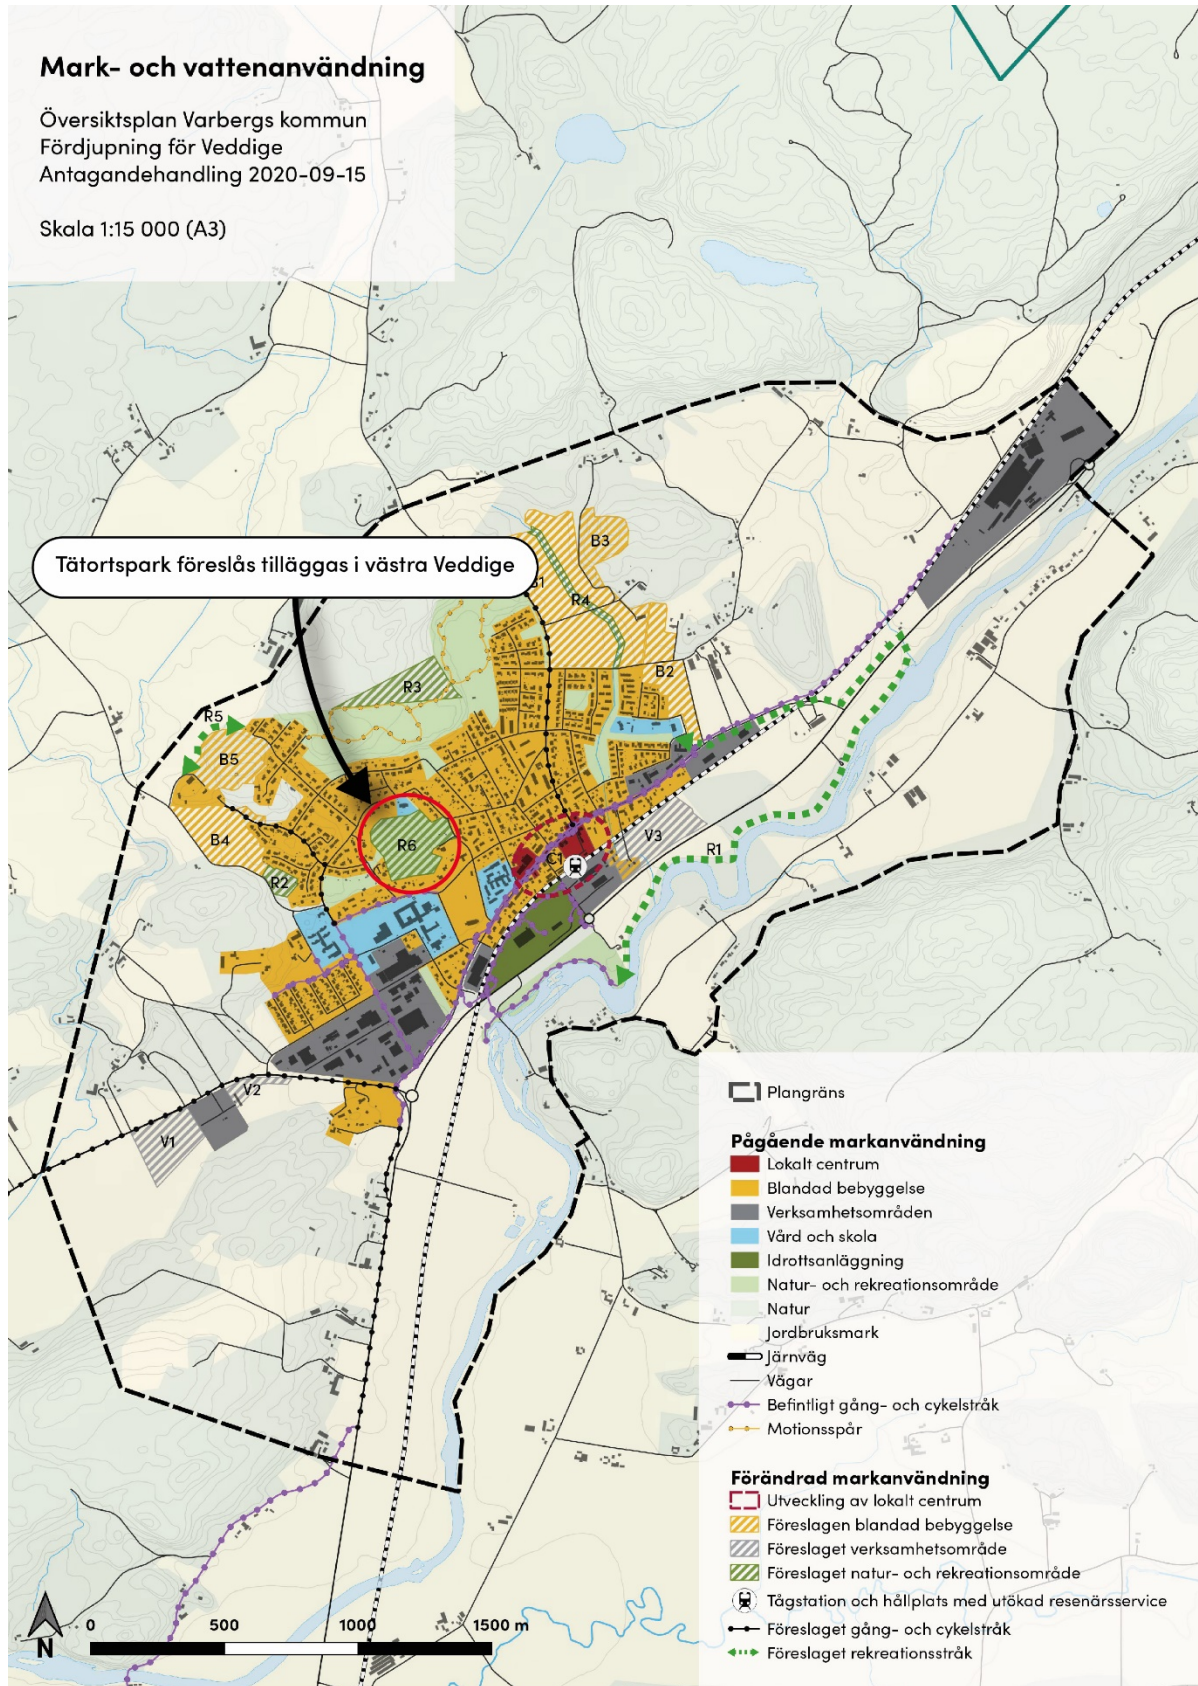 Mark- och vattenanvändning
Översiktsplan Varbergs kommun
Fördjupning för Veddige
Antagandehandling 2020-09-15
Skala 1:15 000 (A3)
B3
Tätortspark föreslås tilläggas i västra Veddige
R4
B2
R3
R5
B5
B4
R6
R2
C1
V3
R1
V2
V1
Plangräns
Pågående markanvändning
Lokalt centrum
Blandad bebyggelse
Verksamhetsområden
Vård och skola
Idrottsanläggning
Natur- och rekreationsområde
Natur
Jordbruksmark
Järnväg
Vägar
Befintligt gång- och cykelstråk
Motionsspår
Förändrad markanvändning
Utveckling av lokalt centrum
Föreslagen blandad bebyggelse
Föreslaget verksamhetsområde
Föreslaget natur- och rekreationsområde
Tågstation och hållplats med utökad resenärsservice
Föreslaget gång- och cykelstråk
Föreslaget rekreationsstråk
N
0 500 1000 1500 m